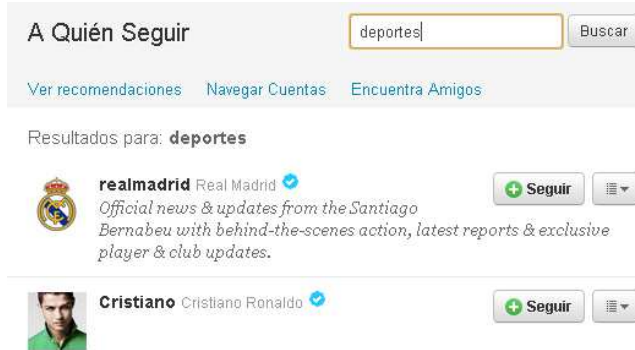 A Quién Seguir
deportes
Buscar
Ver recomendaciones Navegar Cuentas Encuentra Amigos
Resultados para: deportes
realmadrid Real Madrid
Seguir
Official news & updates from the Santiago
Bernabeu with behind-the-scenes action, latest reports & exclusive
player & club updates.
Cristiano Cristiano Ronaldo
Seguir